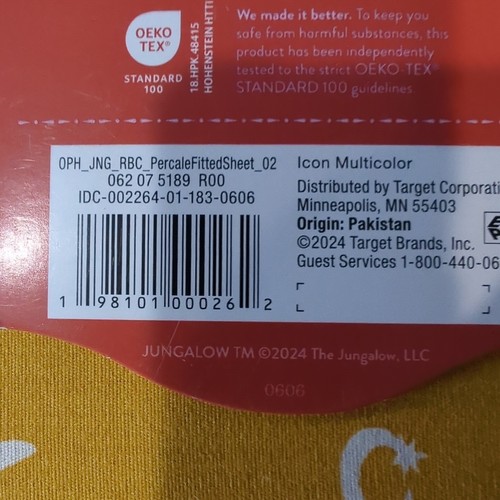 OEKO
TEX®
STANDARD
100
18.HPK.48415
HOHENSTEIN HTTI
We made it better. To keep you
safe from harmful substances, this
product has been independently
tested to the strict OEKO-TEX®
STANDARD 100 guidelines.
OPH_JNG_RBC_PercaleFittedSheet_02
062 07 5189 R00
IDC-002264-01-183-0606
1 98101 00026 2
Icon Multicolor
Distributed by Target Corporati
Minneapolis, MN 55403
Origin: Pakistan
©2024 Target Brands, Inc.
Guest Services 1-800-440-06
JUNGALOW TM ©2024 The Jungalow, LLC
0606